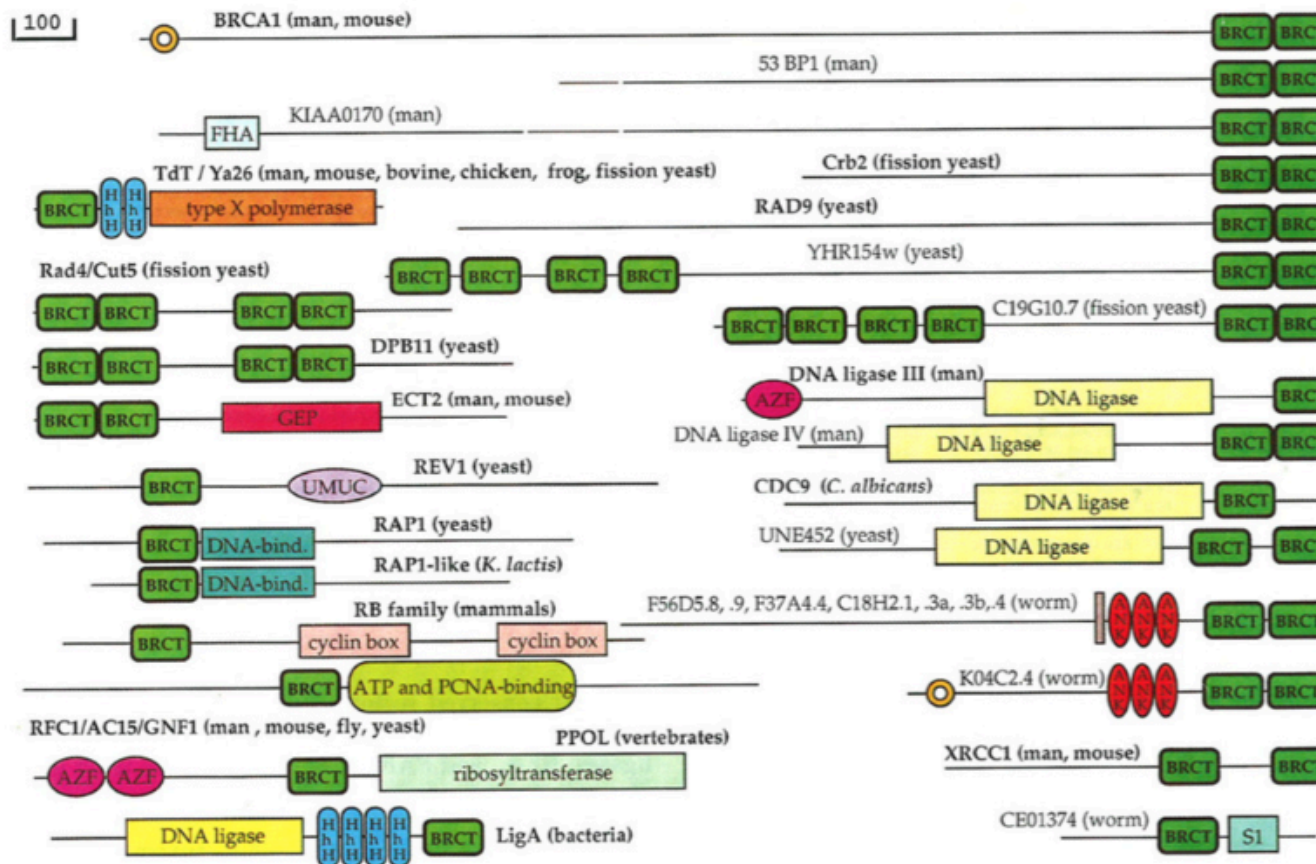 100
BRCA1 (man, mouse)
BRCT BRC
53 BP1 (man)
BRCT BRC
KIAA0170 (man)
FHA
BRCT BRC
TdT / Ya26 (man, mouse, bovine, chicken, frog, fission yeast)
BRCT HhH HhH type X polymerase
Crb2 (fission yeast)
BRCT BRC
RAD9 (yeast)
BRCT BRC
YHR154w (yeast)
BRCT BRCT BRCT BRCT BRCT BRC
Rad4/Cut5 (fission yeast)
BRCT BRCT BRCT BRCT
C19G10.7 (fission yeast)
BRCT BRCT BRCT BRCT BRCT BRC
DPB11 (yeast)
BRCT BRCT BRCT BRCT
DNA ligase III (man)
AZF DNA ligase BRC
ECT2 (man, mouse)
BRCT BRCT GEP
DNA ligase IV (man)
DNA ligase BRCT BRC
REV1 (yeast)
BRCT UMUC
CDC9 (C. albicans)
DNA ligase BRCT
RAP1 (yeast)
BRCT DNA-bind.
UNE452 (yeast)
DNA ligase BRCT BRC
RAP1-like (K. lactis)
BRCT DNA-bind.
RB family (mammals)
BRCT cyclin box cyclin box
F56D5.8, .9, F37A4.4, C18H2.1, .3a, .3b,.4 (worm)
ANK ANK ANK BRCT BRC
BRCT ATP and PCNA-binding
K04C2.4 (worm)
ANK ANK ANK BRCT BRC
RFC1/AC15/GNF1 (man , mouse, fly, yeast)
PPOL (vertebrates)
AZF AZF BRCT ribosyltransferase
XRCC1 (man, mouse)
BRCT BRC
DNA ligase HhH HhH HhH HhH BRCT LigA (bacteria)
CE01374 (worm)
BRCT S1